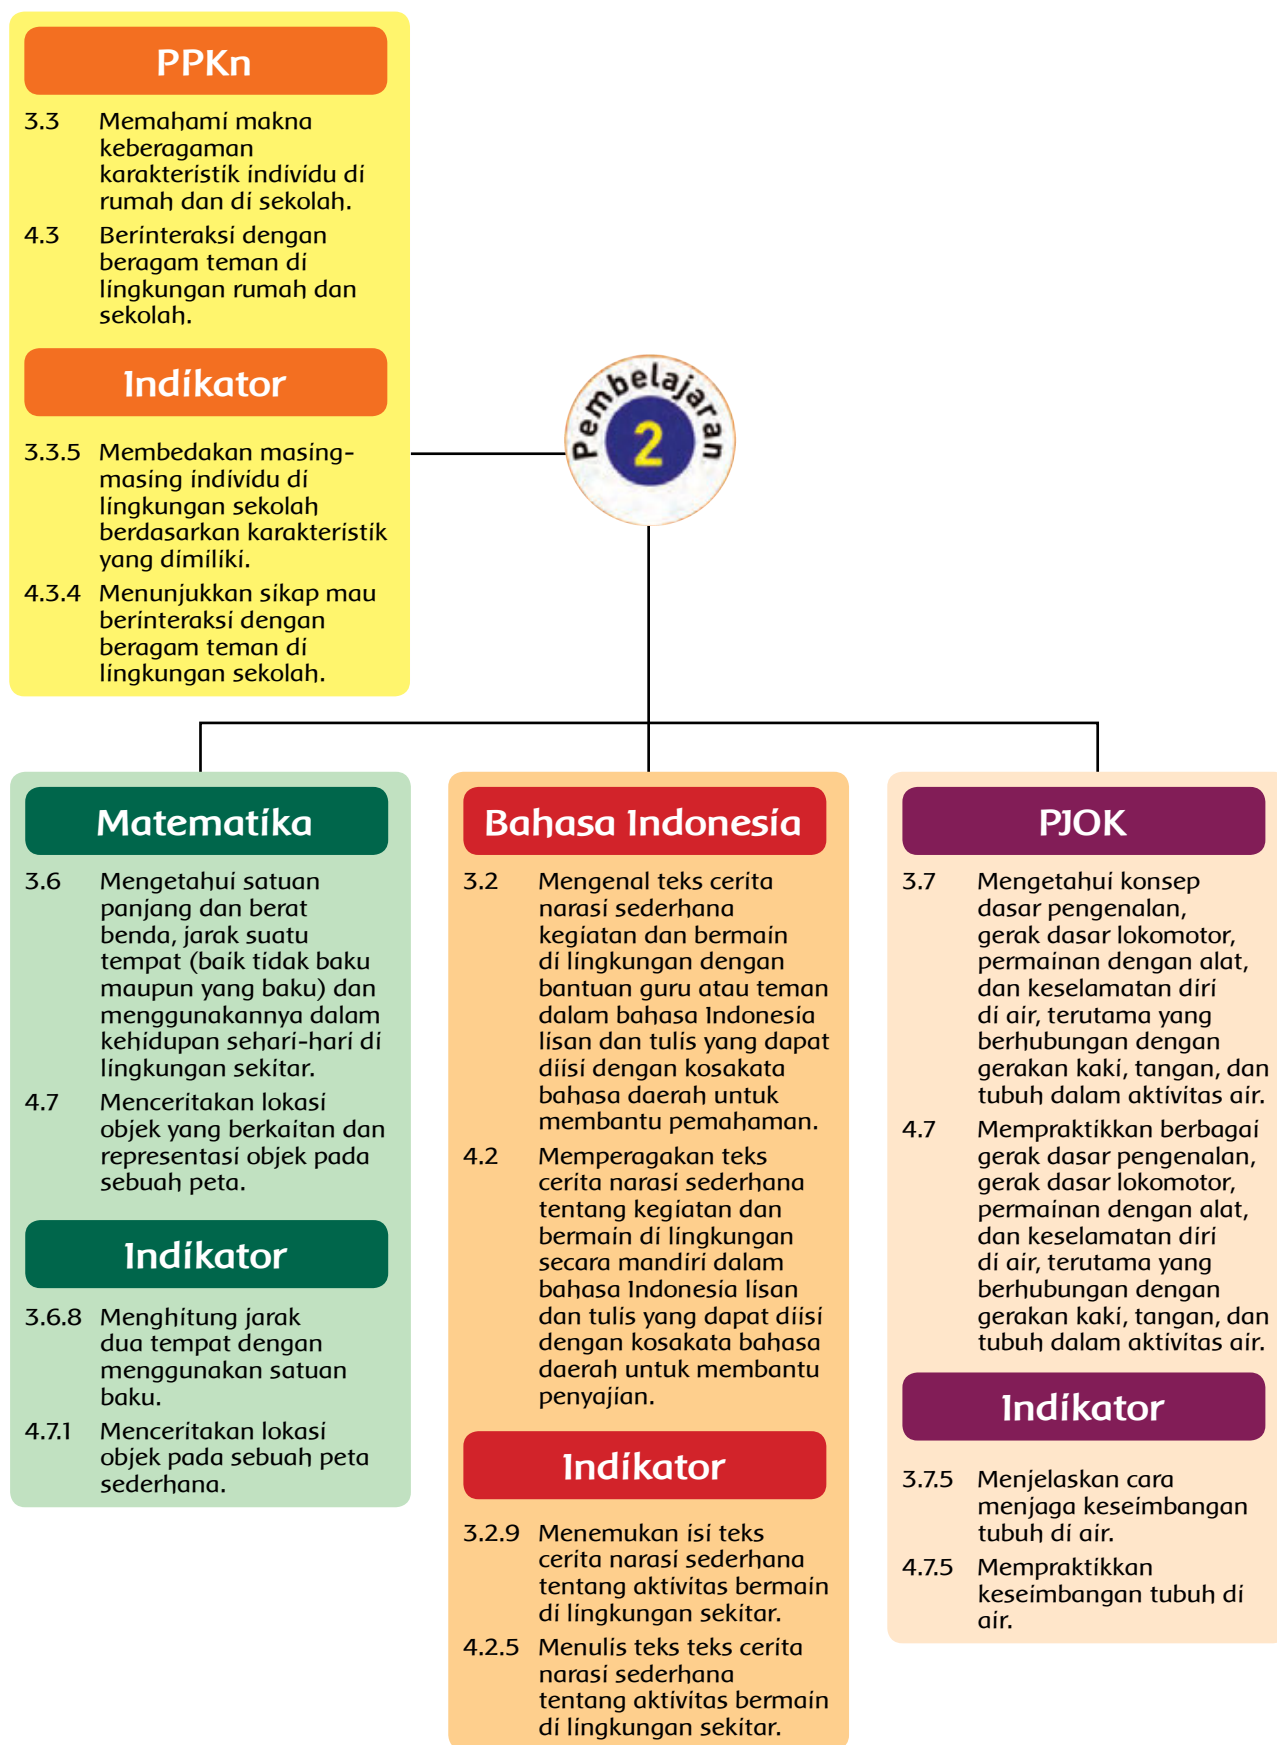 PPKn
3.3 Memahami makna
keberagaman
karakteristik individu di
rumah dan di sekolah.
4.3 Berinteraksi dengan
beragam teman di
lingkungan rumah dan
sekolah.
Indikator
3.3.5 Membedakan masing-
masing individu di
lingkungan sekolah
berdasarkan karakteristik
yang dimiliki.
4.3.4 Menunjukkan sikap mau
berinteraksi dengan
beragam teman di
lingkungan sekolah.
Pembelajaran
2
Matematika
3.6 Mengetahui satuan
panjang dan berat
benda, jarak suatu
tempat (baik tidak baku
maupun yang baku) dan
menggunakannya dalam
kehidupan sehari-hari di
lingkungan sekitar.
4.7 Menceritakan lokasi
objek yang berkaitan dan
representasi objek pada
sebuah peta.
Indikator
3.6.8 Menghitung jarak
dua tempat dengan
menggunakan satuan
baku.
4.7.1 Menceritakan lokasi
objek pada sebuah peta
sederhana.
Bahasa Indonesia
3.2 Mengenal teks cerita
narasi sederhana
kegiatan dan bermain
di lingkungan dengan
bantuan guru atau teman
dalam bahasa Indonesia
lisan dan tulis yang dapat
diisi dengan kosakata
bahasa daerah untuk
membantu pemahaman.
4.2 Memperagakan teks
cerita narasi sederhana
tentang kegiatan dan
bermain di lingkungan
secara mandiri dalam
bahasa Indonesia lisan
dan tulis yang dapat diisi
dengan kosakata bahasa
daerah untuk membantu
penyajian.
Indikator
3.2.9 Menemukan isi teks
cerita narasi sederhana
tentang aktivitas bermain
di lingkungan sekitar.
4.2.5 Menulis teks teks cerita
narasi sederhana
tentang aktivitas bermain
di lingkungan sekitar.
PJOK
3.7 Mengetahui konsep
dasar pengenalan,
gerak dasar lokomotor,
permainan dengan alat,
dan keselamatan diri
di air, terutama yang
berhubungan dengan
gerakan kaki, tangan, dan
tubuh dalam aktivitas air.
4.7 Mempraktikkan berbagai
gerak dasar pengenalan,
gerak dasar lokomotor,
permainan dengan alat,
dan keselamatan diri
di air, terutama yang
berhubungan dengan
gerakan kaki, tangan, dan
tubuh dalam aktivitas air.
Indikator
3.7.5 Menjelaskan cara
menjaga keseimbangan
tubuh di air.
4.7.5 Mempraktikkan
keseimbangan tubuh di
air.